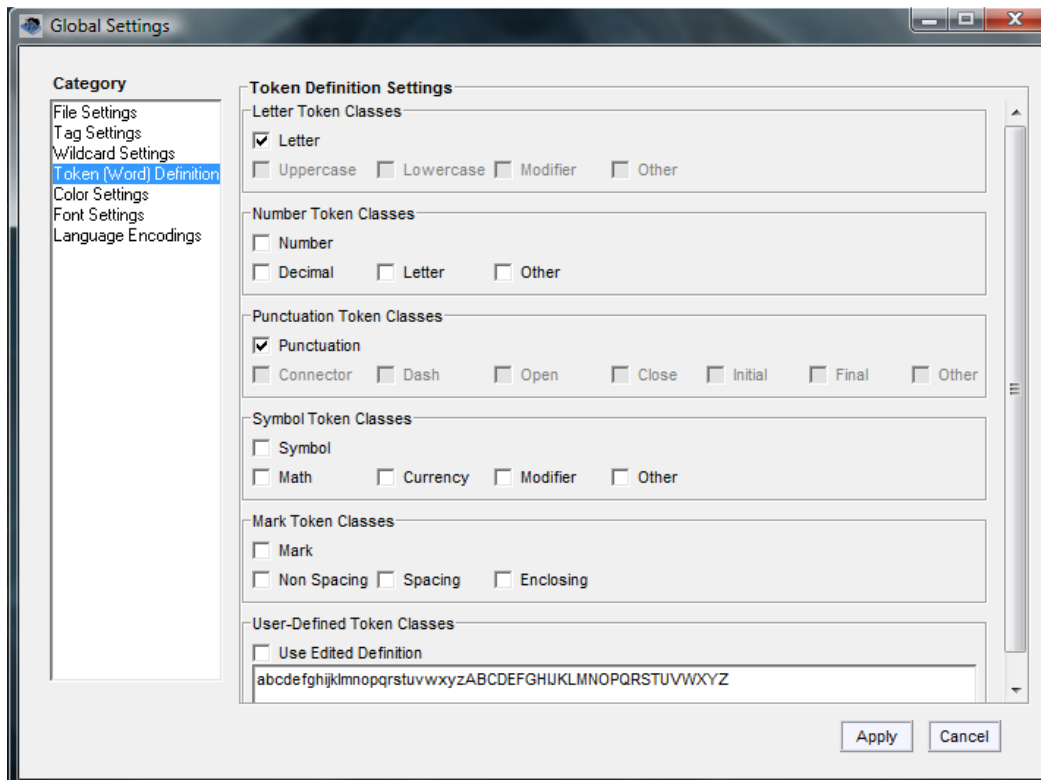 Global Settings
Category
File Settings
Tag Settings
Wildcard Settings
Token (Word) Definition
Color Settings
Font Settings
Language Encodings
Token Definition Settings
Letter Token Classes
Letter
Uppercase Lowercase Modifier Other
Number Token Classes
Number
Decimal Letter Other
Punctuation Token Classes
Punctuation
Connector Dash Open Close Initial Final Other
Symbol Token Classes
Symbol
Math Currency Modifier Other
Mark Token Classes
Mark
Non Spacing Spacing Enclosing
User-Defined Token Classes
Use Edited Definition
abcdefghijklmnopqrstuvwxyzABCDEFGHIJKLMNOPQRSTUVWXYZ
Apply Cancel